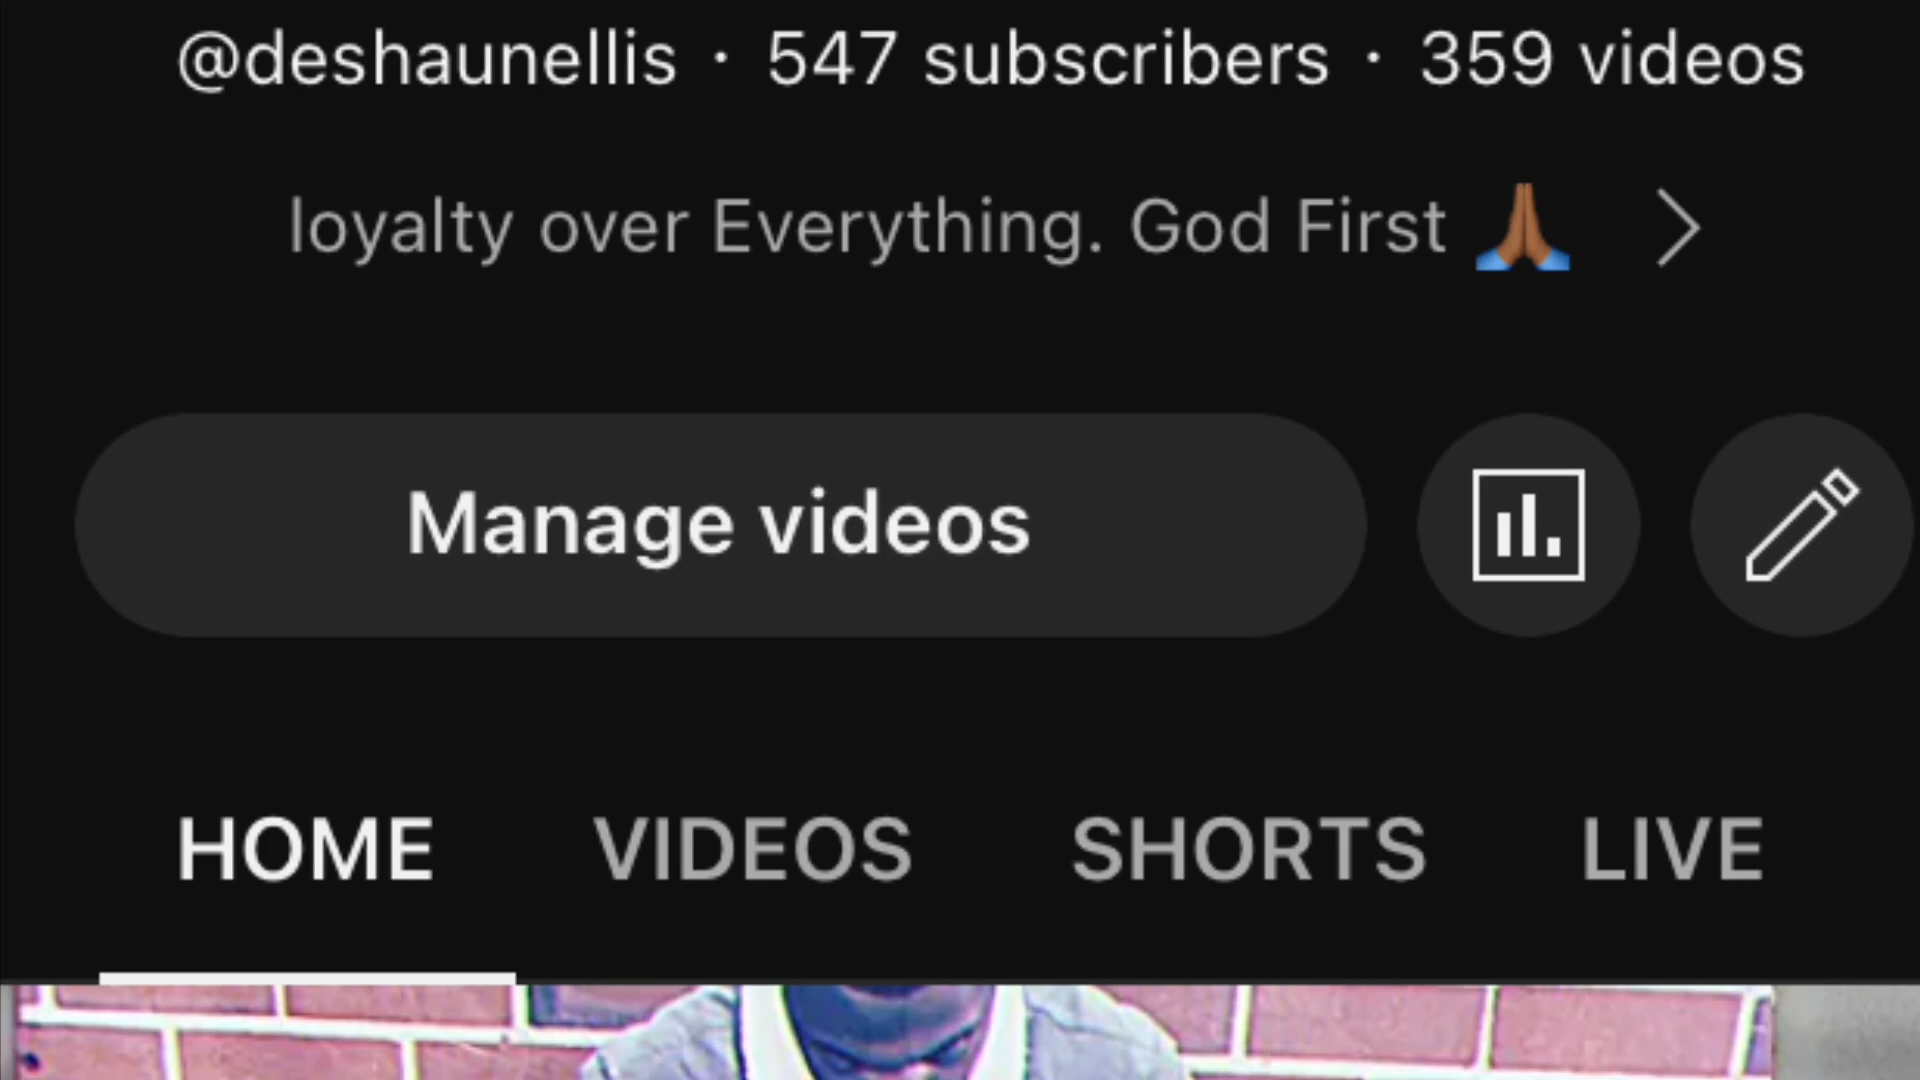 @deshaunellis · 547 subscribers · 359 videos
loyalty over Everything. God First 🙏🏾
Manage videos
HOME VIDEOS SHORTS LIVE